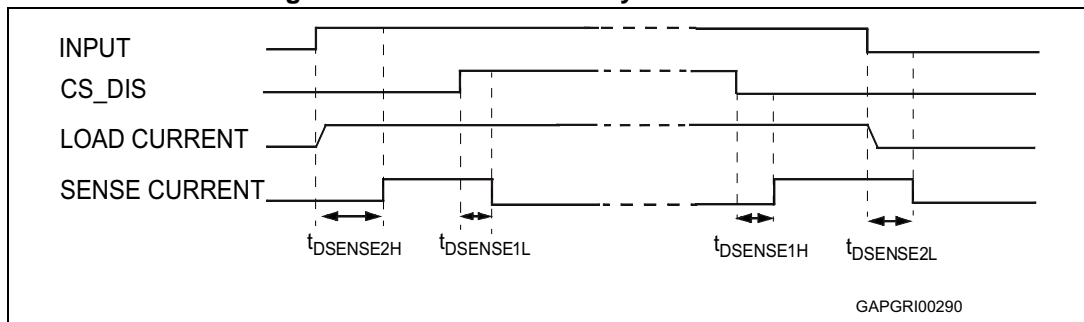 INPUT
CS_DIS
LOAD CURRENT
SENSE CURRENT
tDSENSE2H tDSENSE1L tDSENSE1H tDSENSE2L
GAPGRI00290